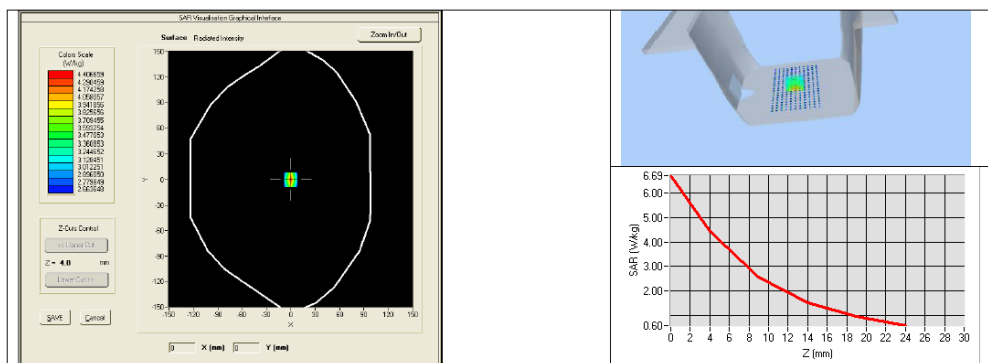 SAR Visualisation Graphical Interface
Surface Radiated Intensity
Zoom In/Out
Colors Scale
(W/kg)
4.406659
4.290459
4.174259
4.058057
3.941856
3.825656
3.709455
3.593254
3.477053
3.360853
3.244652
3.128451
3.012251
2.896050
2.779849
2.663648
150
120
90
60
30
0
-30
-60
-90
-120
-150
Y
-150 -120 -90 -60 -30 0 30 60 90 120 150
X
Z-Cuts Control
Z = 4.0 mm
SAVE Cancel
0 X (mm) 0 Y (mm)
6.69
6.00
5.00
4.00
3.00
2.00
0.60
SAR (W/kg)
0 2 4 6 8 10 12 14 16 18 20 22 24 26 28 30
Z (mm)